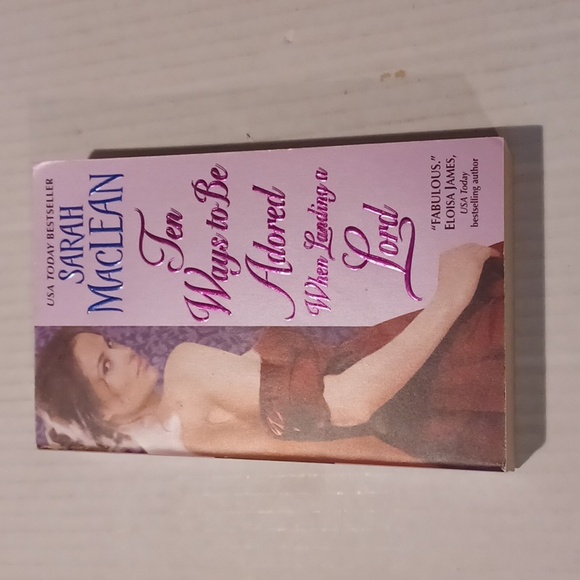 USA TODAY BESTSELLER
SARAH
MACLEAN
Ten
Ways to Be
Adored
When Landing a
Lord
"FABULOUS."
ELOISA JAMES,
USA Today
bestselling author